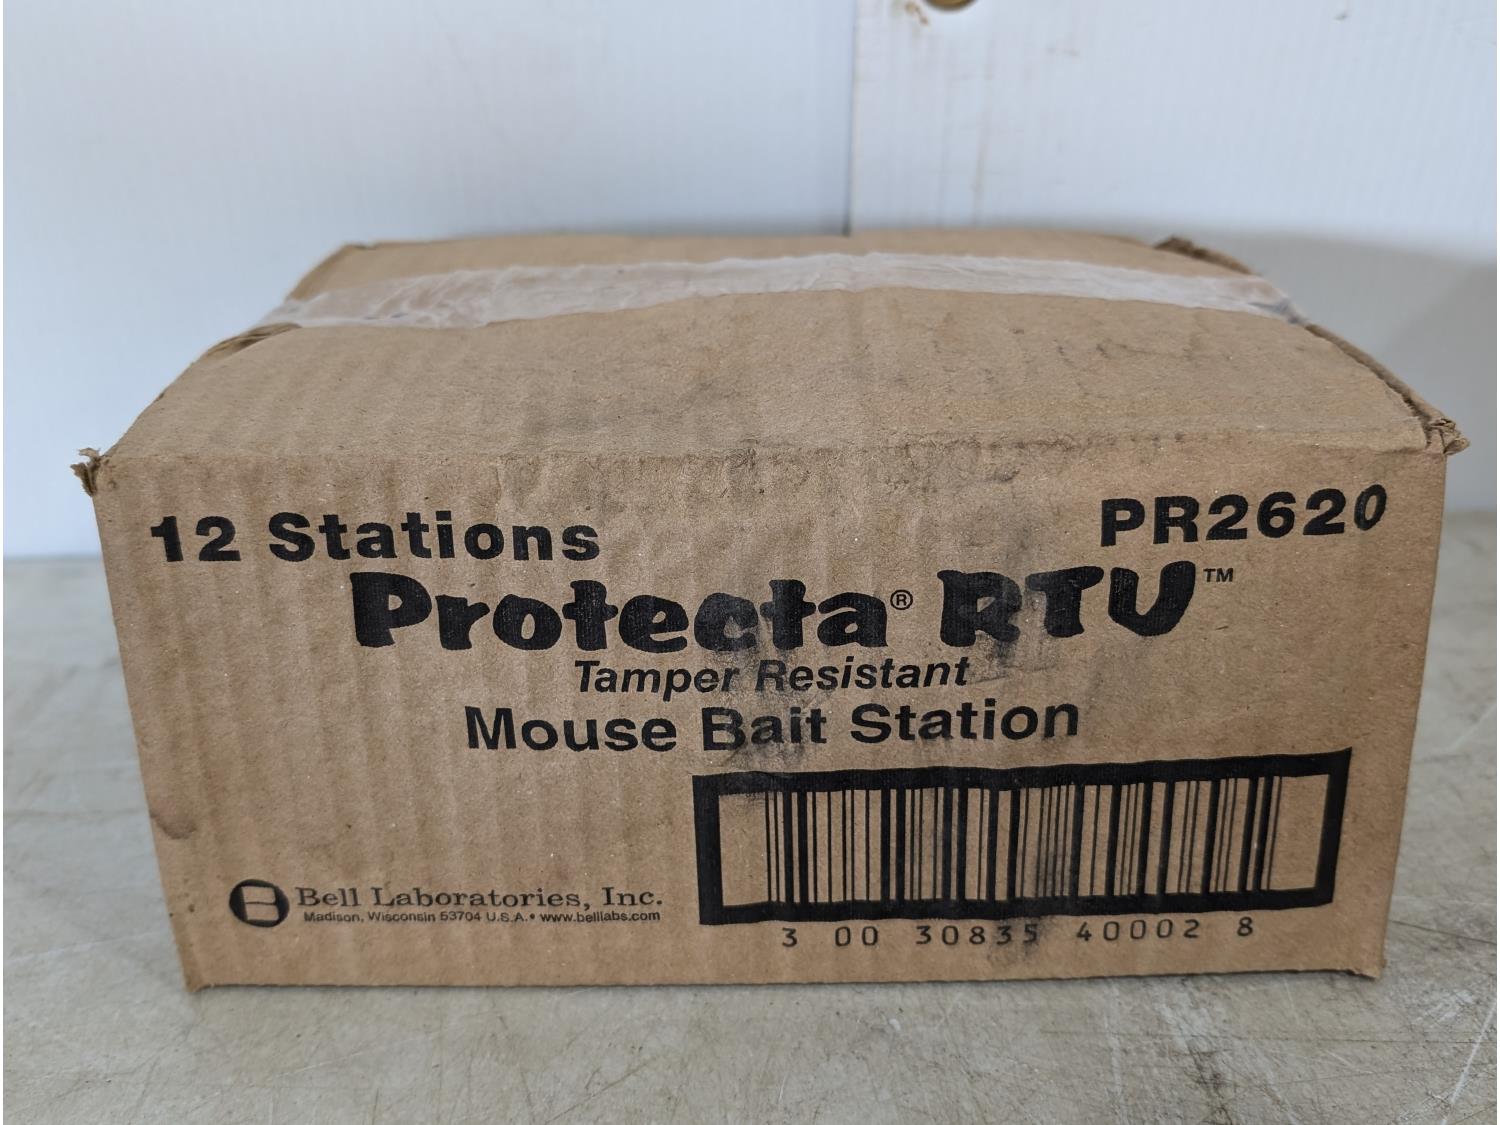 12 Stations
PR2620
Protecta® RTU™
Tamper Resistant
Mouse Bait Station
Bell Laboratories, Inc.
Madison, Wisconsin 53704 U.S.A. • www.belllabs.com
3 00 30835 40002 8